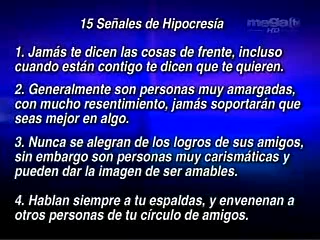 15 Señales de Hipocresía
mega tv
HD
1. Jamás te dicen las cosas de frente, incluso
cuando están contigo te dicen que te quieren.
2. Generalmente son personas muy amargadas,
con mucho resentimiento, jamás soportarán que
seas mejor en algo.
3. Nunca se alegran de los logros de sus amigos,
sin embargo son personas muy carismáticas y
pueden dar la imagen de ser amables.
4. Hablan siempre a tu espaldas, y envenenan a
otros personas de tu círculo de amigos.